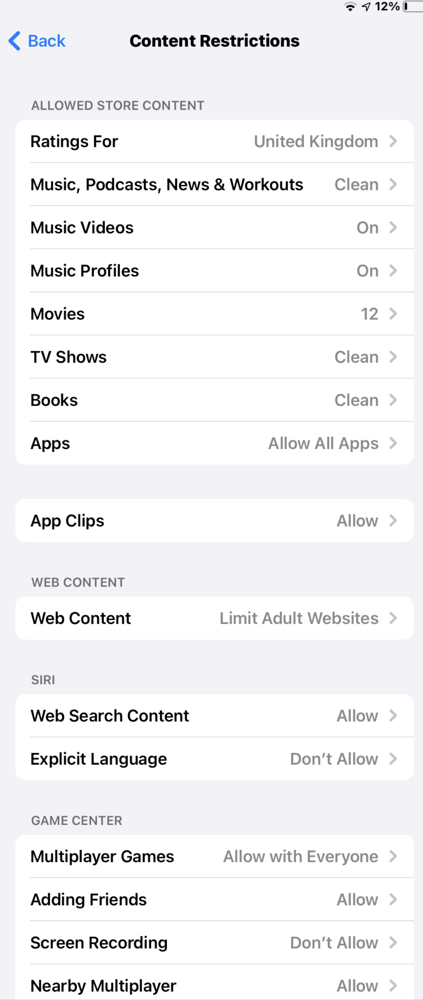 12%
Back
Content Restrictions
ALLOWED STORE CONTENT
Ratings For United Kingdom
Music, Podcasts, News & Workouts Clean
Music Videos On
Music Profiles On
Movies 12
TV Shows Clean
Books Clean
Apps Allow All Apps
App Clips Allow
WEB CONTENT
Web Content Limit Adult Websites
SIRI
Web Search Content Allow
Explicit Language Don’t Allow
GAME CENTER
Multiplayer Games Allow with Everyone
Adding Friends Allow
Screen Recording Don’t Allow
Nearby Multiplayer Allow